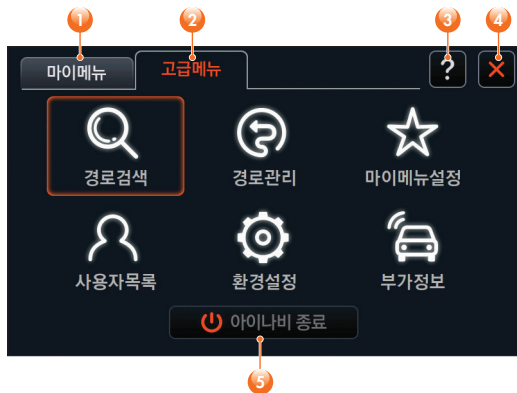 1 2 3 4
마이메뉴 고급메뉴 ?
경로검색 경로관리 마이메뉴설정
사용자목록 환경설정 부가정보
아이나비 종료
5